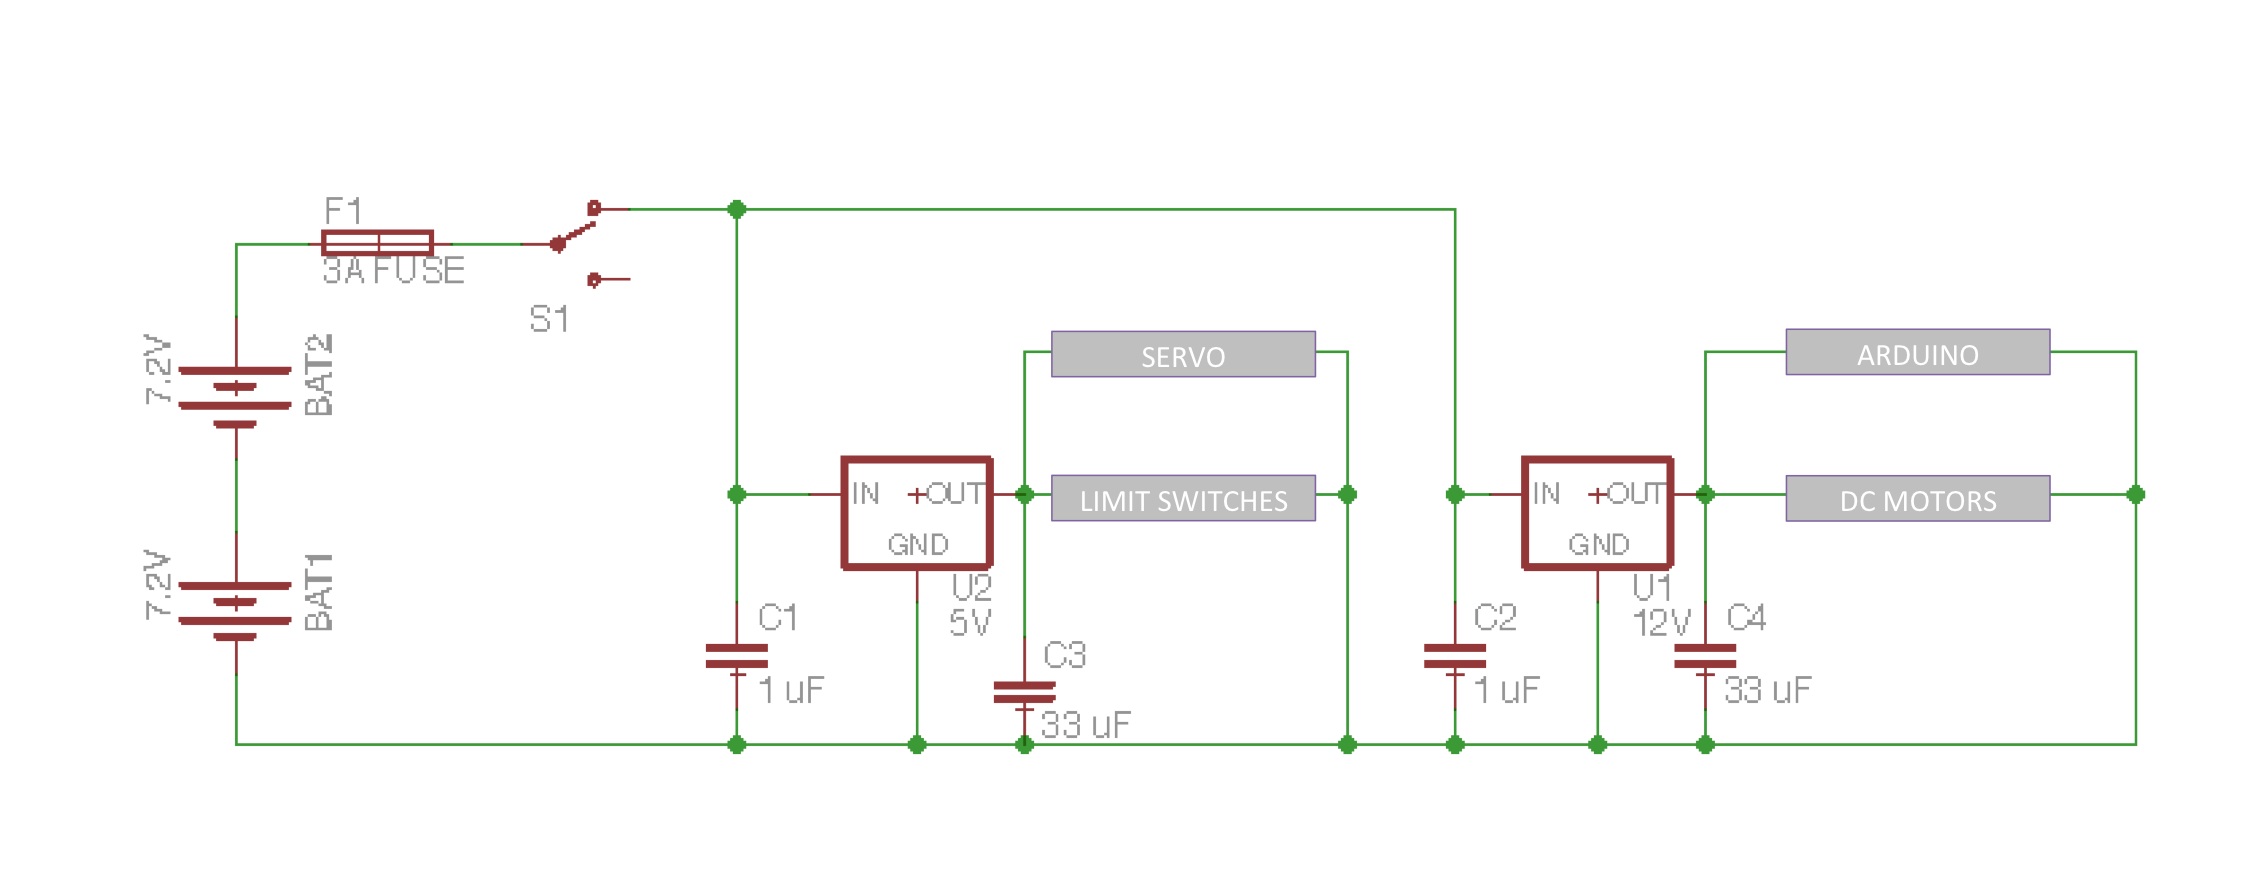 F1
3A FUSE
S1
7.2V
BAT2
7.2V
BAT1
SERVO
LIMIT SWITCHES
IN
+OUT
GND
U2
5V
C1
1 uF
C3
33 uF
ARDUINO
DC MOTORS
IN
+OUT
GND
U1
12V
C2
1 uF
C4
33 uF